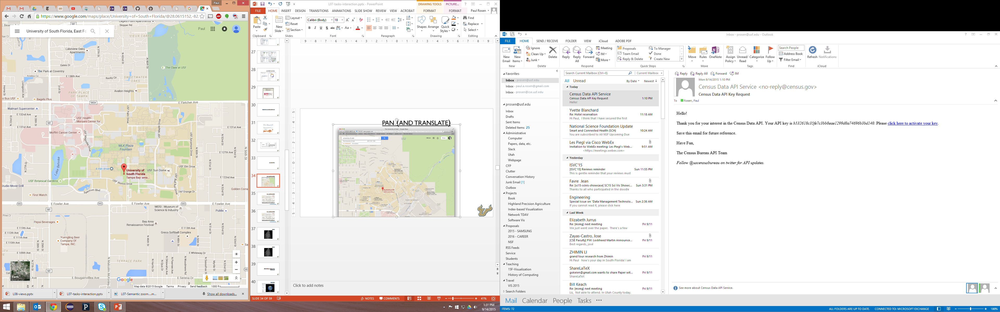 Paul
https://www.google.com/maps/place/University+of+South+Florida/@28.0615152,-82.
University of South Florida, East Fo
Paul
Skipper Rd
581
VIEUX CARRE
Lakeview Oaks
Apartments
Gates Dr
The Park at Coventry
E 138th Ave
Rocky Cir
Azalea Cir
SWEETWATER
OAKS
The Claw at USF
Avalon Heights
PARK PLACE
OF TAMPA
Bagels Plus
582A
E Fletcher Ave
Walmart Supercenter
E 132nd Ave
USF Health
Morsani Center for...
USF Palm Drive
USF Maple Drive
E 131st Ave
E 131st Ave
Moffitt Cancer Center
USF Magnolia Drive
USF Sycamore Drive
MLK Plaza
Fountain
E 127th Ave
Lake Behnke
4 min drive
University of
South Florida
Tampa Bay-area...
USF Sun Dome
USF Elm Drive
E 122nd Ave
USF Botanical Gardens
USF Alumni Drive
USF Bull Run Drive
Studio Movie Grill
Spectrum Blvd
Usf Orange Dr
Golden Corra
First Watch
582
E Fowler Ave
582
E Fowler Ave
582
E Fowler Ave
MOSI : Museum of
Science & Industry
Publix
Pine Ct
Pepsi Beverages
Bay Area
Renaissance Festival
E 113th Ave
E 113th Ave
E 112th Ave
E 111th Ave
Greco Softball Complex
E 110th Ave
Yuengling Beer
Company Of
Tampa, INC.
E 109th Ave
E Whiteway Dr
TERRACE PARK
Earth
581
E Bougainvillea Ave
Google
E Serena Dr
Map data ©2015 Google Terms Privacy Send feedback 1000 ft
L08-views.pptx
L07-tasks-interaction.pptx
L07-Semantic zoom....m...
Show all downloads...
L07-tasks-interaction.pptx - PowerPoint
DRAWING TOOLS
PICTURE...
FILE HOME INSERT DESIGN TRANSITIONS ANIMATIONS SLIDE SHOW REVIEW VIEW ACROBAT FORMAT FORMAT
Paul Rosen
Paste
New
Slide
Layout
Reset
Section
Calibri (Body) 18
Shapes Arrange Quick
Styles
Find
Replace
Select
Clipboard Slides Font Paragraph Drawing Editing
27
28
29
30
31
32
33
34
35
36
37
38
39
40
PAN (AND TRANSLATE)
Click to add notes
SLIDE 34 OF 59
NOTES COMMENTS
41%
1:31 PM
9/14/2015
Inbox - prosen@usf.edu - Outlook
FILE HOME SEND / RECEIVE FOLDER VIEW iCloud ADOBE PDF
New
Email
New
Items
Ignore
Clean Up
Junk
Delete
Reply
Reply
All
Forward
Meeting
IM
More
Proposals
Team Email
Reply & Delete
To Manager
Done
Create New
Move
Rules
OneNote
Assign
Policy
Unread/
Read
Categorize
Follow
Up
Search People
Address Book
Filter Email
Refresh
Notifications
New Delete Respond Quick Steps Move Tags Find iCloud
Favorites
Inbox - prosen@usf.edu
Inbox - paul.a.rosen@gmail.com
Inbox - prosen@cse.usf.edu
prosen@usf.edu
Inbox
Drafts
Sent Items
Deleted Items 25
Administrative
Computer
Papers, data, etc.
Slack
Utah
Webpage
CFP
Clutter
Conversation History
Junk Email [1]
Outbox
Projects
Book
Highland Precision Agriculture
Index-based Visualization
Network TDAV
Software Vis
Proposals
2015 - SAMSUNG
2016 - CAREER
NSF
RSS Feeds
Service
Students
Teaching
15F-Visualization
History of Computing
Travel
VIS 2015
Search Folders
Search Current Mailbox (Ctrl+E)
Current Mailbox
All Unread
By Date Newest
Today
Census Data API Service
Census Data API Key Request 1:10 PM
Hello!
Yvette Blanchard
Re: Hotel reservation 11:18 AM
Hi Paul, I think that I have secured the first
National Science Foundation Update
Smart and Connected Health (SCH) 10:24 AM
You are subscribed to All NSF Upcoming Due
Les Piegl via Cisco WebEx
Invitation to WebEx meeting: Les Piegl's Web... 9:51 AM
<https://meetings.webex.com>
Yesterday
ISVC'15
[ISVC'15] Reviews reminder Sun 11:55 PM
This is gentle reminder that your reviews must
Favre Jean
Re: [sc15-scivis-showcase] SC15 Sci Vis Showc... Sun 3:31 PM
Thanks to all who participated in the doodle
Engineering
Special Issue on "Data Management Technolo... Sun 2:36 AM
If you cannot read it, please click here
Last Week
Elizabeth Jurrus
Re: [msmg] next meeting Fri 9/11
We just went over the paper. There's a few
Zayas-Castro, Jose
[CSE Faculty] FW: Lockheed Martin Announce... Fri 9/11
Best regards, josé
ZHIMIN LI
grand tour research from Zhimin Fri 9/11
Hi Paul how's your day in South Florida! I am
ShareLaTeX
gokeivn@gmail.com wants to share Paper wit... Fri 9/11
ShareLaTeX
Bill Keach
Re: [msmg] next meeting Fri 9/11
Liz, Not able to attend. In Utah County today.
Reply Reply All Forward IM
Mon 9/14/2015 1:10 PM
Census Data API Service <no-reply@census.gov>
Census Data API Key Request
To Rosen, Paul
Hello!
Thank you for your interest in the Census Data API. Your API key is b532618c35fe7c3bb8eae1299d0a74696b3bd140. Please click here to activate your key.
Save this email for future reference.
Have Fun,
The Census Bureau API Team
Follow @uscensusbureau on twitter for API updates.
See more about Census Data API Service.
Mail Calendar People Tasks
ITEMS: 72
ALL FOLDERS ARE UP TO DATE. CONNECTED TO: MICROSOFT EXCHANGE
100%